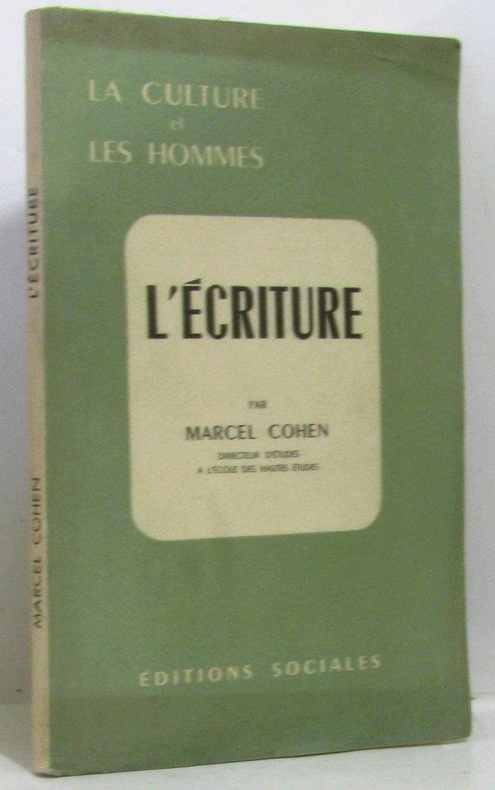 LA CULTURE
et
LES HOMMES
L'ÉCRITURE
PAR
MARCEL COHEN
DIRECTEUR D'ÉTUDES
A L'ÉCOLE DES HAUTES ÉTUDES
ÉDITIONS SOCIALES
L'ÉCRITURE
MARCEL COHEN